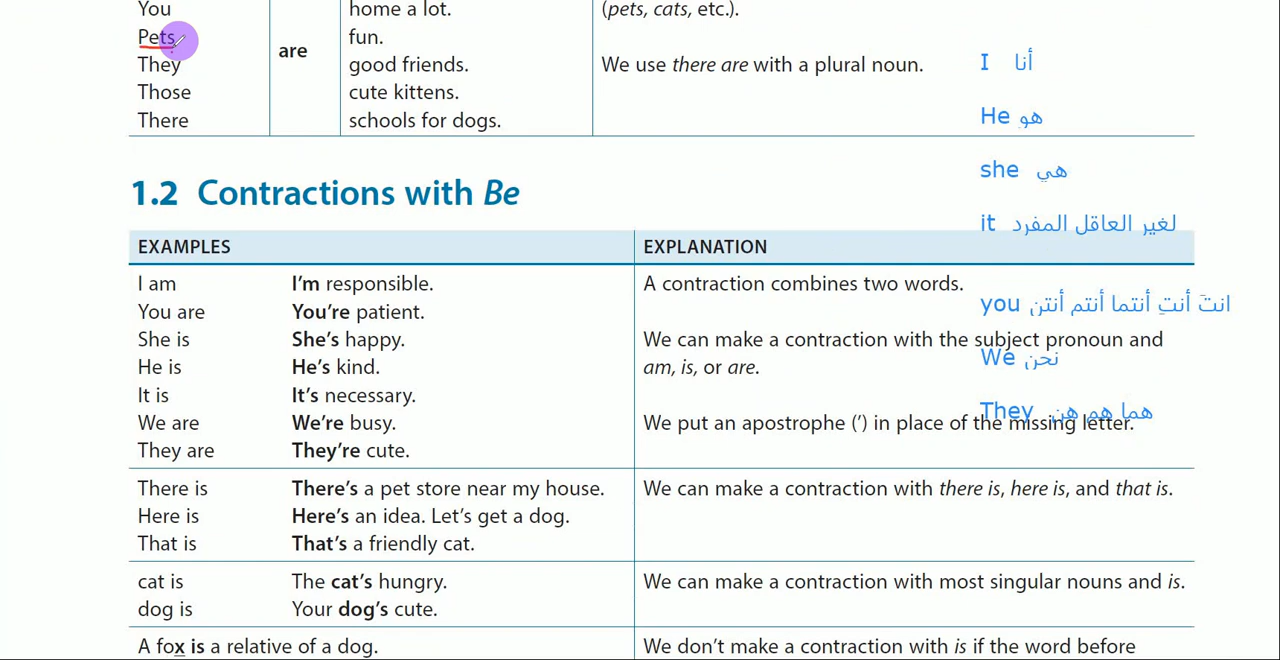 You home a lot. (pets, cats, etc.).
Pets fun.
are
They good friends. We use there are with a plural noun.
Those cute kittens.
There schools for dogs.
I أنا
He هو
she هي
it لغير العاقل المفرد
you انتَ أنتِ أنتما أنتم أنتن
We نحن
They هما هم هن
1.2 Contractions with Be
EXAMPLES EXPLANATION
I am I’m responsible. A contraction combines two words.
You are You’re patient.
She is She’s happy. We can make a contraction with the subject pronoun and
He is He’s kind. am, is, or are.
It is It’s necessary.
We are We’re busy. We put an apostrophe (’) in place of the missing letter.
They are They’re cute.
There is There’s a pet store near my house. We can make a contraction with there is, here is, and that is.
Here is Here’s an idea. Let’s get a dog.
That is That’s a friendly cat.
cat is The cat’s hungry. We can make a contraction with most singular nouns and is.
dog is Your dog’s cute.
A fox is a relative of a dog. We don’t make a contraction with is if the word before